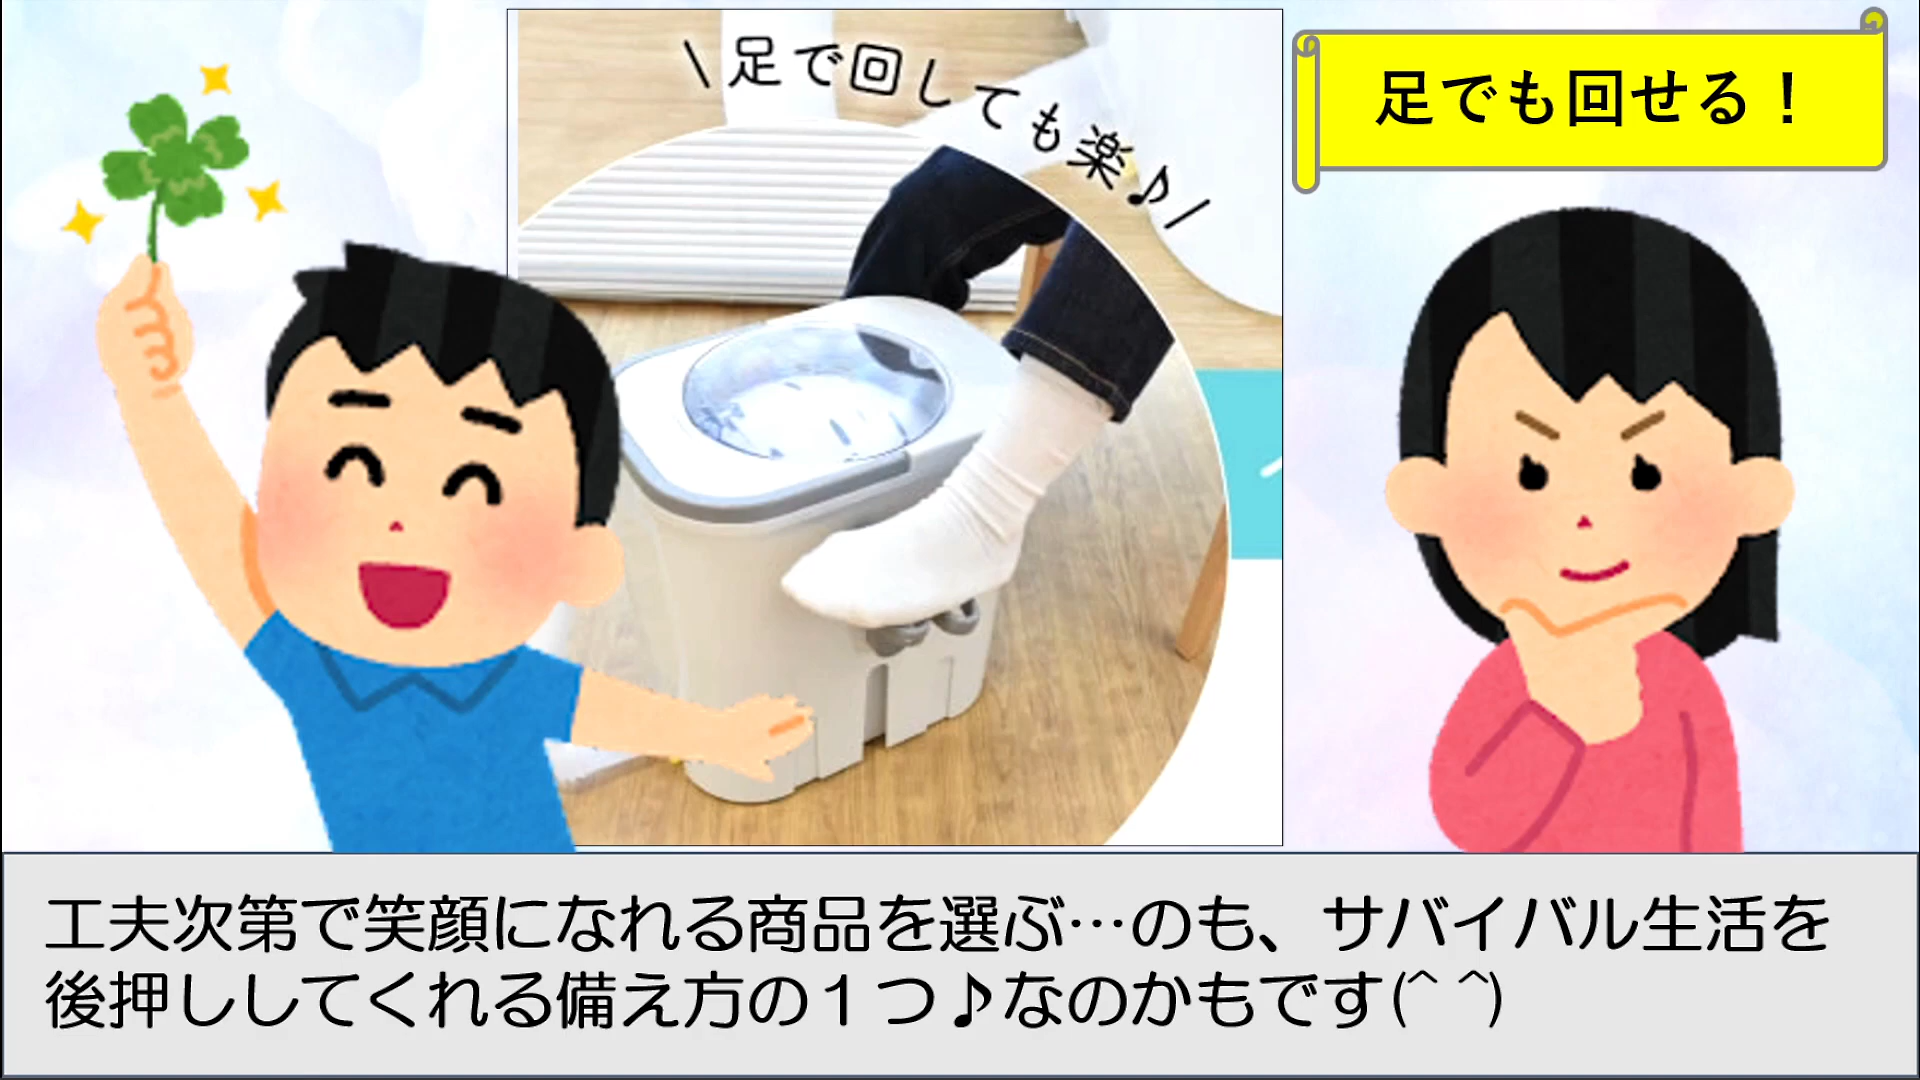 \足で回しても楽♪/
足でも回せる！
工夫次第で笑顔になれる商品を選ぶ…のも、サバイバル生活を
後押ししてくれる備え方の１つ♪なのかもです(^ ^)